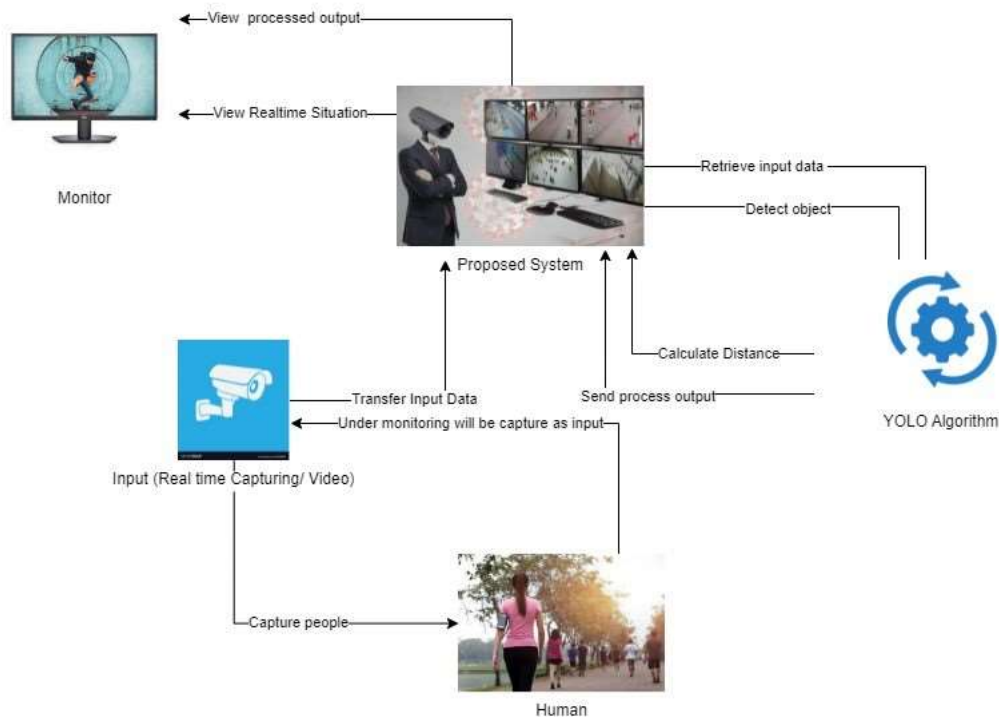 View processed output
View Realtime Situation
Monitor
Retrieve input data
Detect object
Proposed System
Calculate Distance
Transfer Input Data
Send process output
Under monitoring will be capture as input
YOLO Algorithm
Input (Real time Capturing/ Video)
Capture people
Human